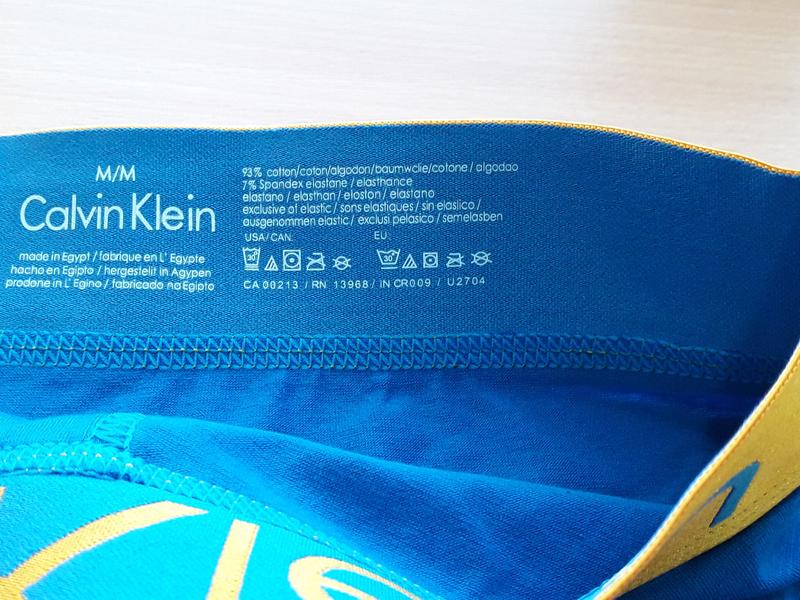 M/M
Calvin Klein
made in Egypt / fabrique en L' Egypte
hacho en Egipto / hergestelit in Agypen
prodone in L' Egino / fabricado na Egipto
93% cotton/coton/algodon/baumwclie/cotone / algodao
7% Spandex elastane / elasthance
elastano / elasthan / eloston / elastano
exclusive of elastic / sons elastiques / sin elasiico /
ausgenommen elastic / exclusi pelasico / semelasben
USA/CAN: EU:
30 30
CA 00213 / RN 13968 / IN CR009 / U2704
Kle